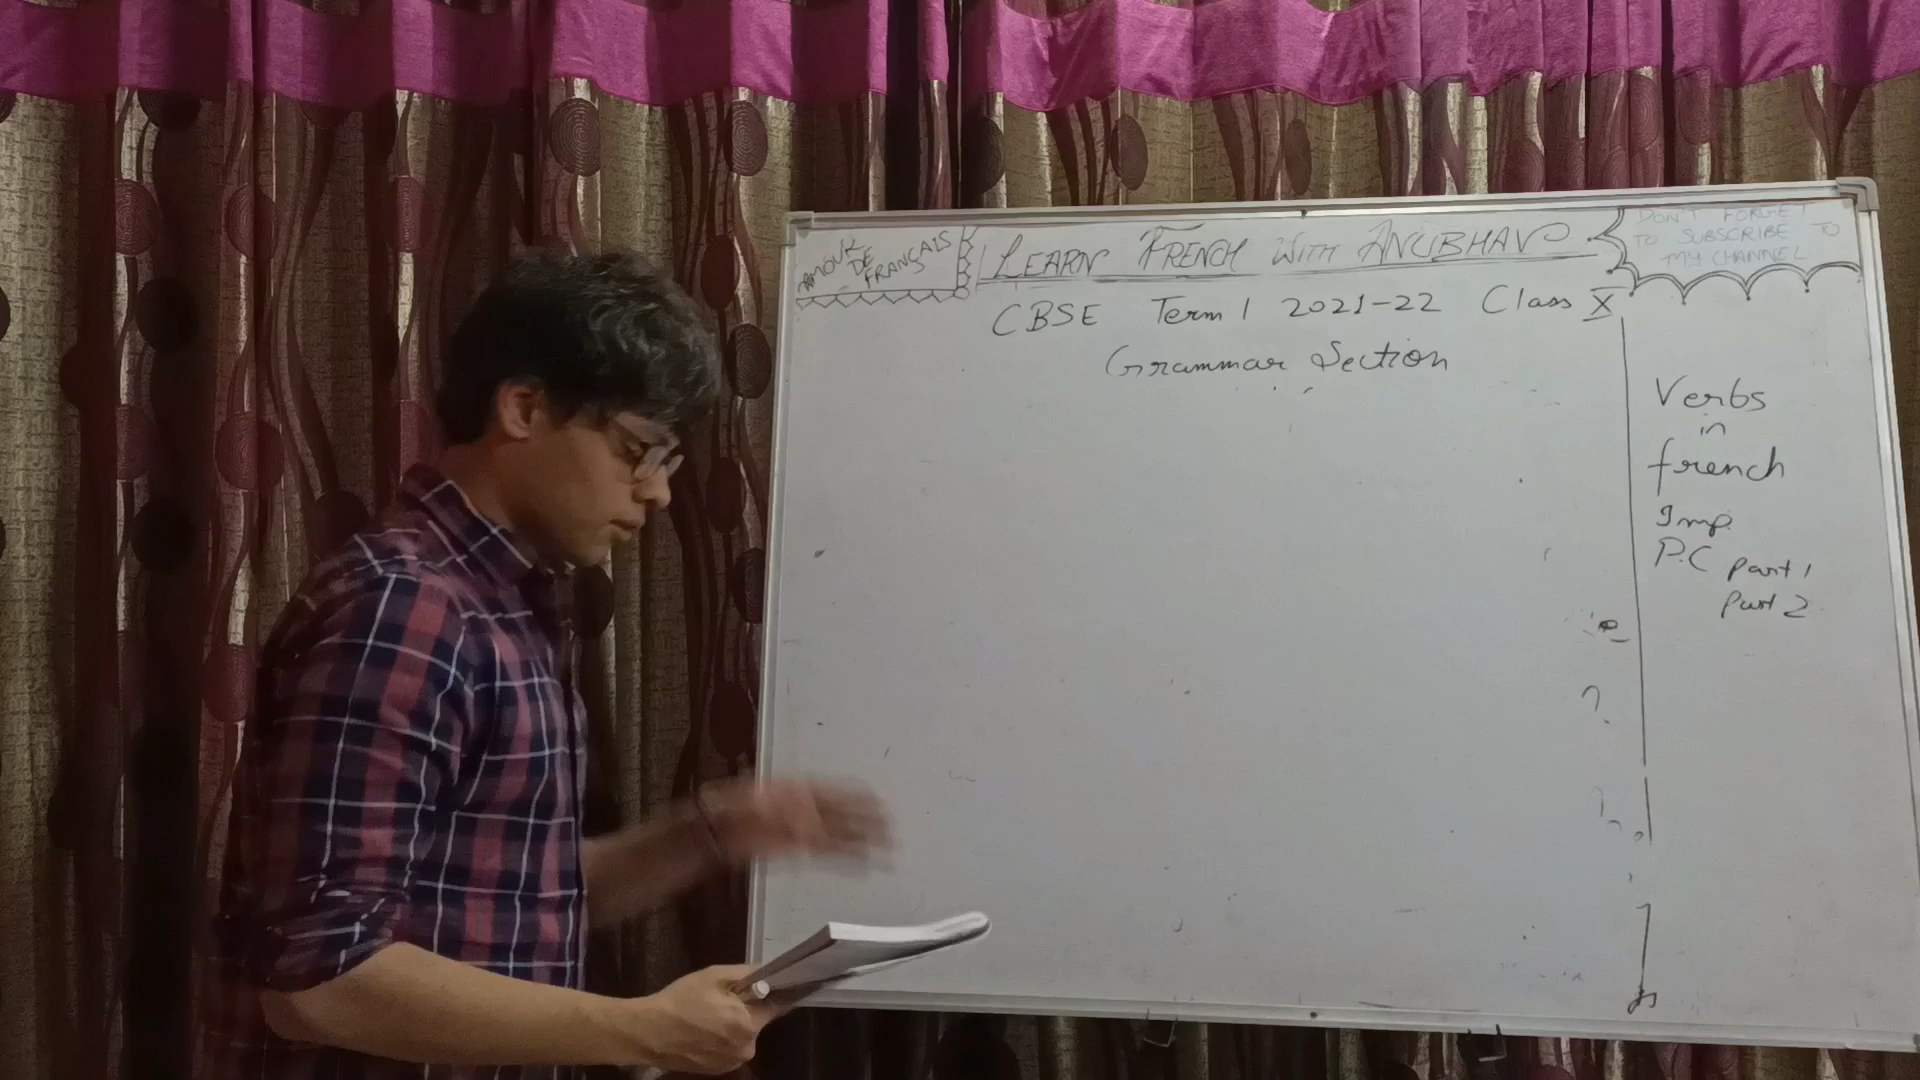 AMOUR
DE
FRANÇAIS
LEARN FRENCH WITH ANUBHAV
DON'T FORGET
TO SUBSCRIBE TO
MY CHANNEL
CBSE Term 1 2021-22 Class X
Grammar Section
Verbs
in
french
Imp.
P.C Part 1
Part 2